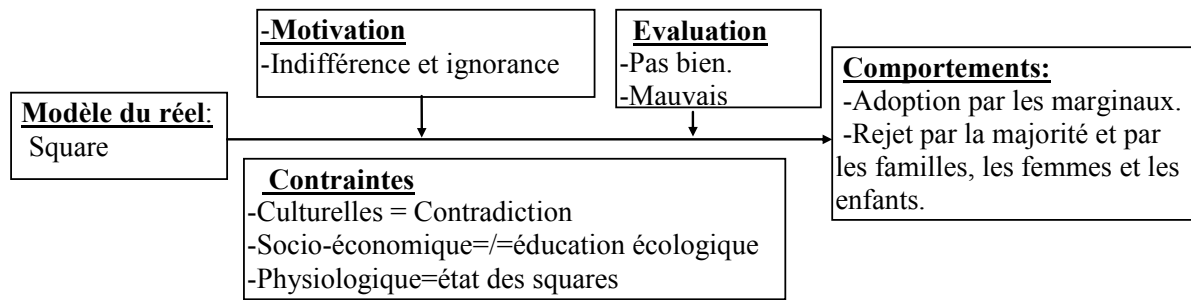 -Motivation
-Indifférence et ignorance
Evaluation
-Pas bien.
-Mauvais
Comportements:
-Adoption par les marginaux.
-Rejet par la majorité et par
les familles, les femmes et les
enfants.
Modèle du réel:
Square
Contraintes
-Culturelles = Contradiction
-Socio-économique=/=éducation écologique
-Physiologique=état des squares